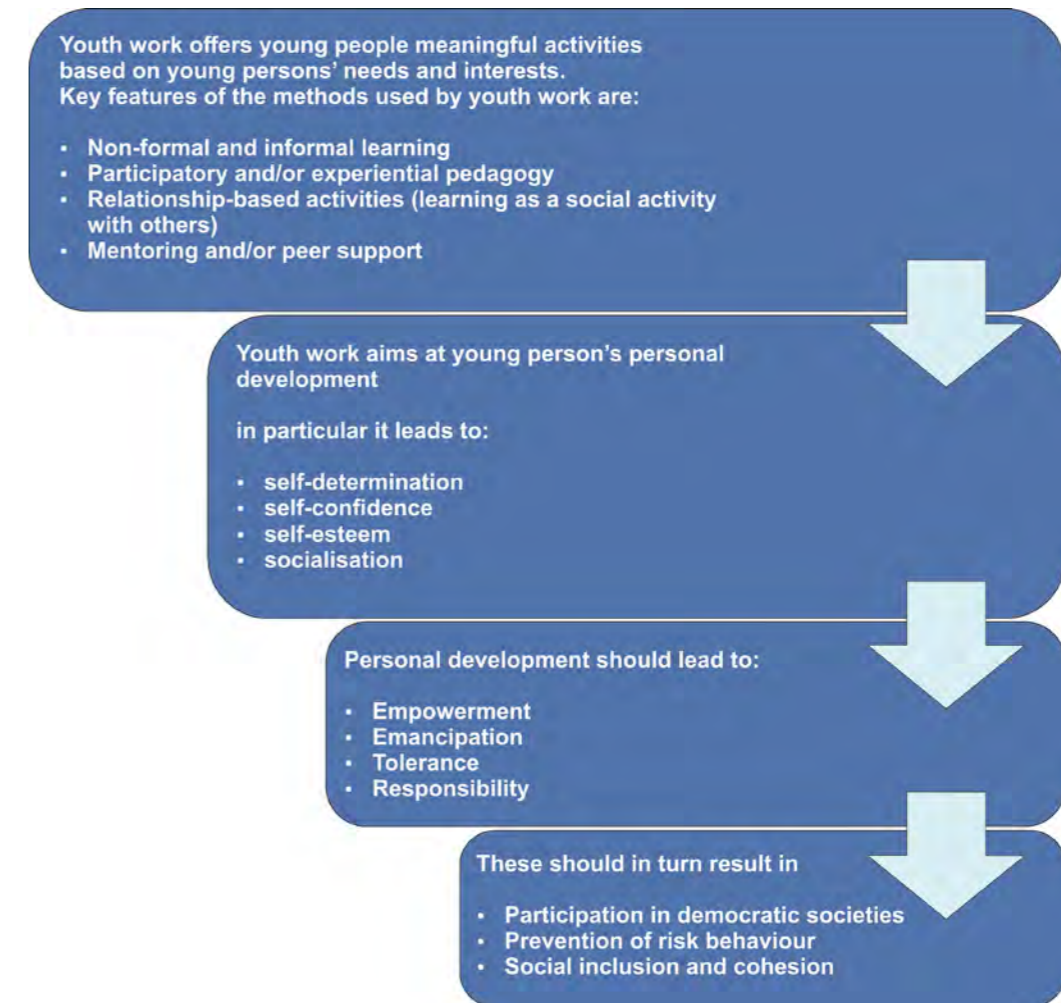 Youth work offers young people meaningful activities
based on young persons' needs and interests.
Key features of the methods used by youth work are:
• Non-formal and informal learning
• Participatory and/or experiential pedagogy
• Relationship-based activities (learning as a social activity
with others)
• Mentoring and/or peer support
Youth work aims at young person's personal
development
in particular it leads to:
• self-determination
• self-confidence
• self-esteem
• socialisation
Personal development should lead to:
• Empowerment
• Emancipation
• Tolerance
• Responsibility
These should in turn result in
• Participation in democratic societies
• Prevention of risk behaviour
• Social inclusion and cohesion